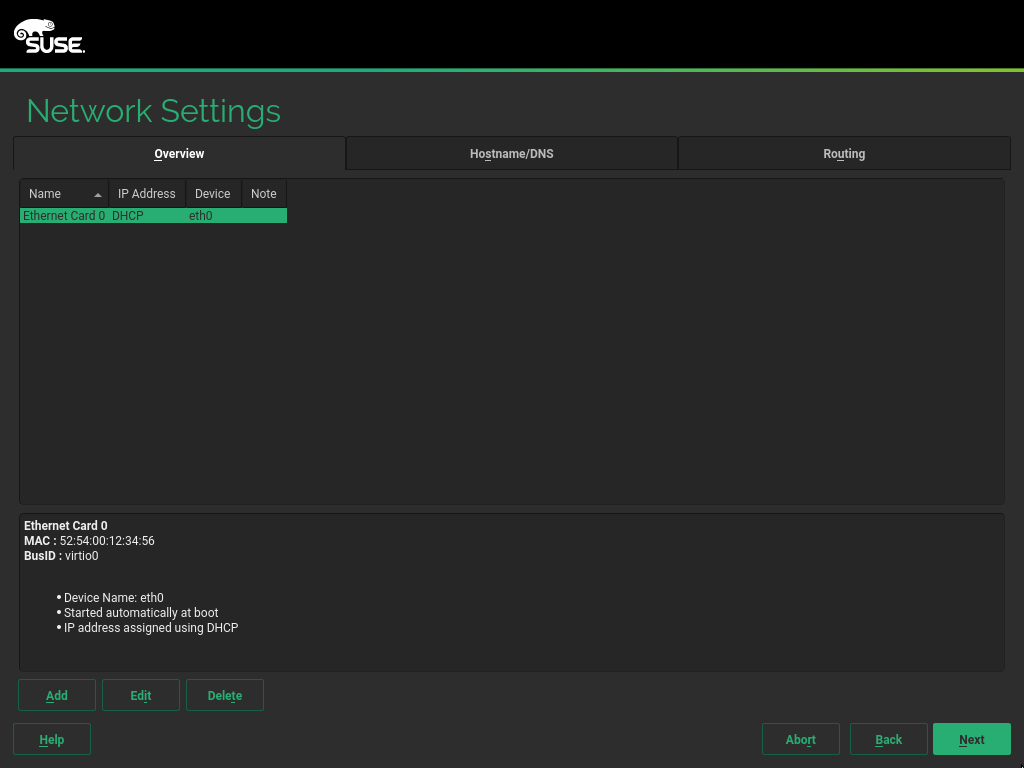 SUSE.
Network Settings
Overview Hostname/DNS Routing
Name IP Address Device Note
Ethernet Card 0 DHCP eth0
Ethernet Card 0
MAC : 52:54:00:12:34:56
BusID : virtio0
• Device Name: eth0
• Started automatically at boot
• IP address assigned using DHCP
Add Edit Delete
Help Abort Back Next